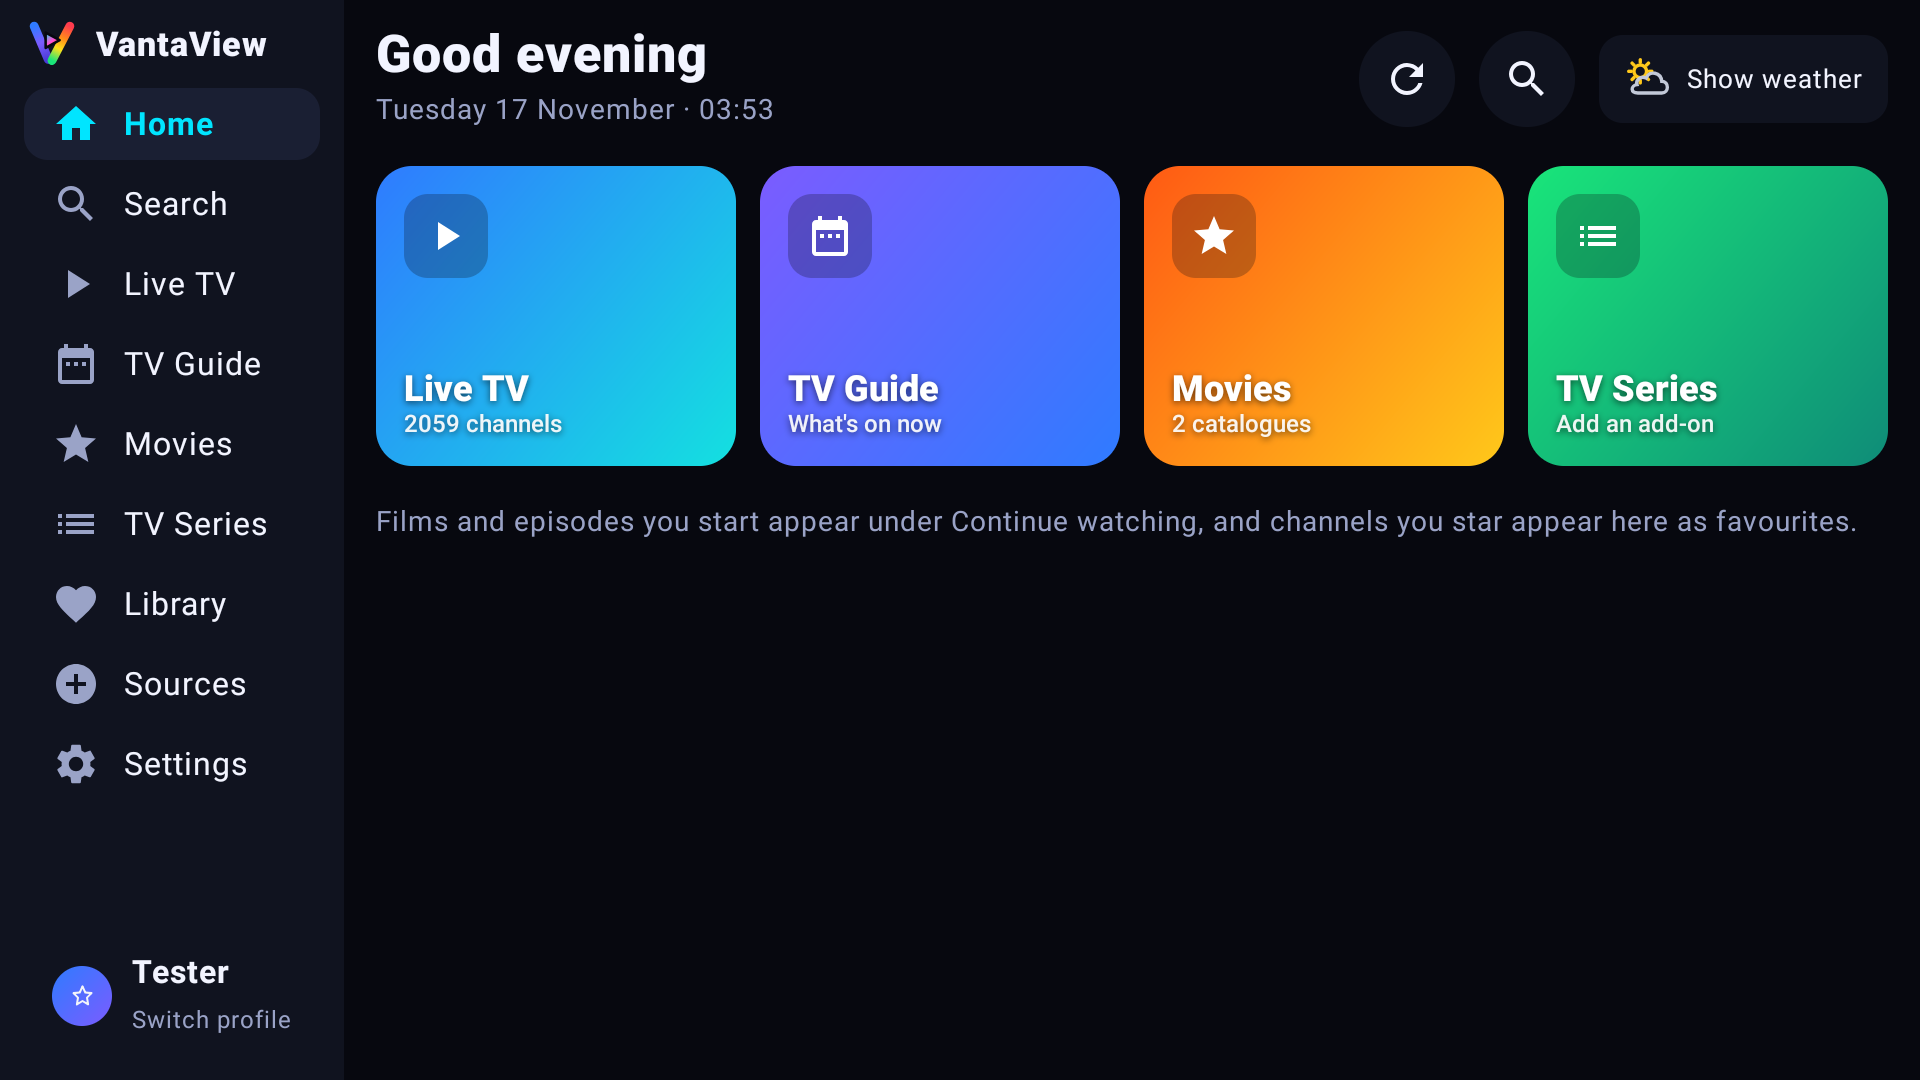 VantaView
Home
Search
Live TV
TV Guide
Movies
TV Series
Library
Sources
Settings
Tester
Switch profile
Good evening
Tuesday 17 November · 03:53
Show weather
Live TV
2059 channels
TV Guide
What's on now
Movies
2 catalogues
TV Series
Add an add-on
Films and episodes you start appear under Continue watching, and channels you star appear here as favourites.